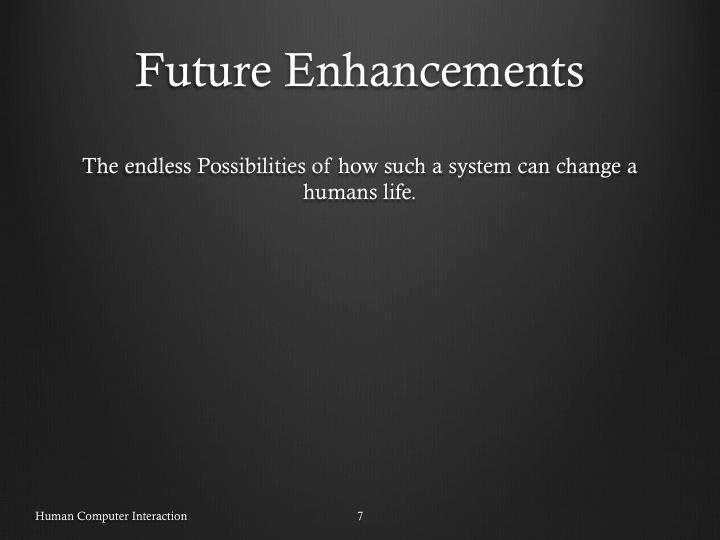 Future Enhancements
The endless Possibilities of how such a system can change a
humans life.
Human Computer Interaction
7